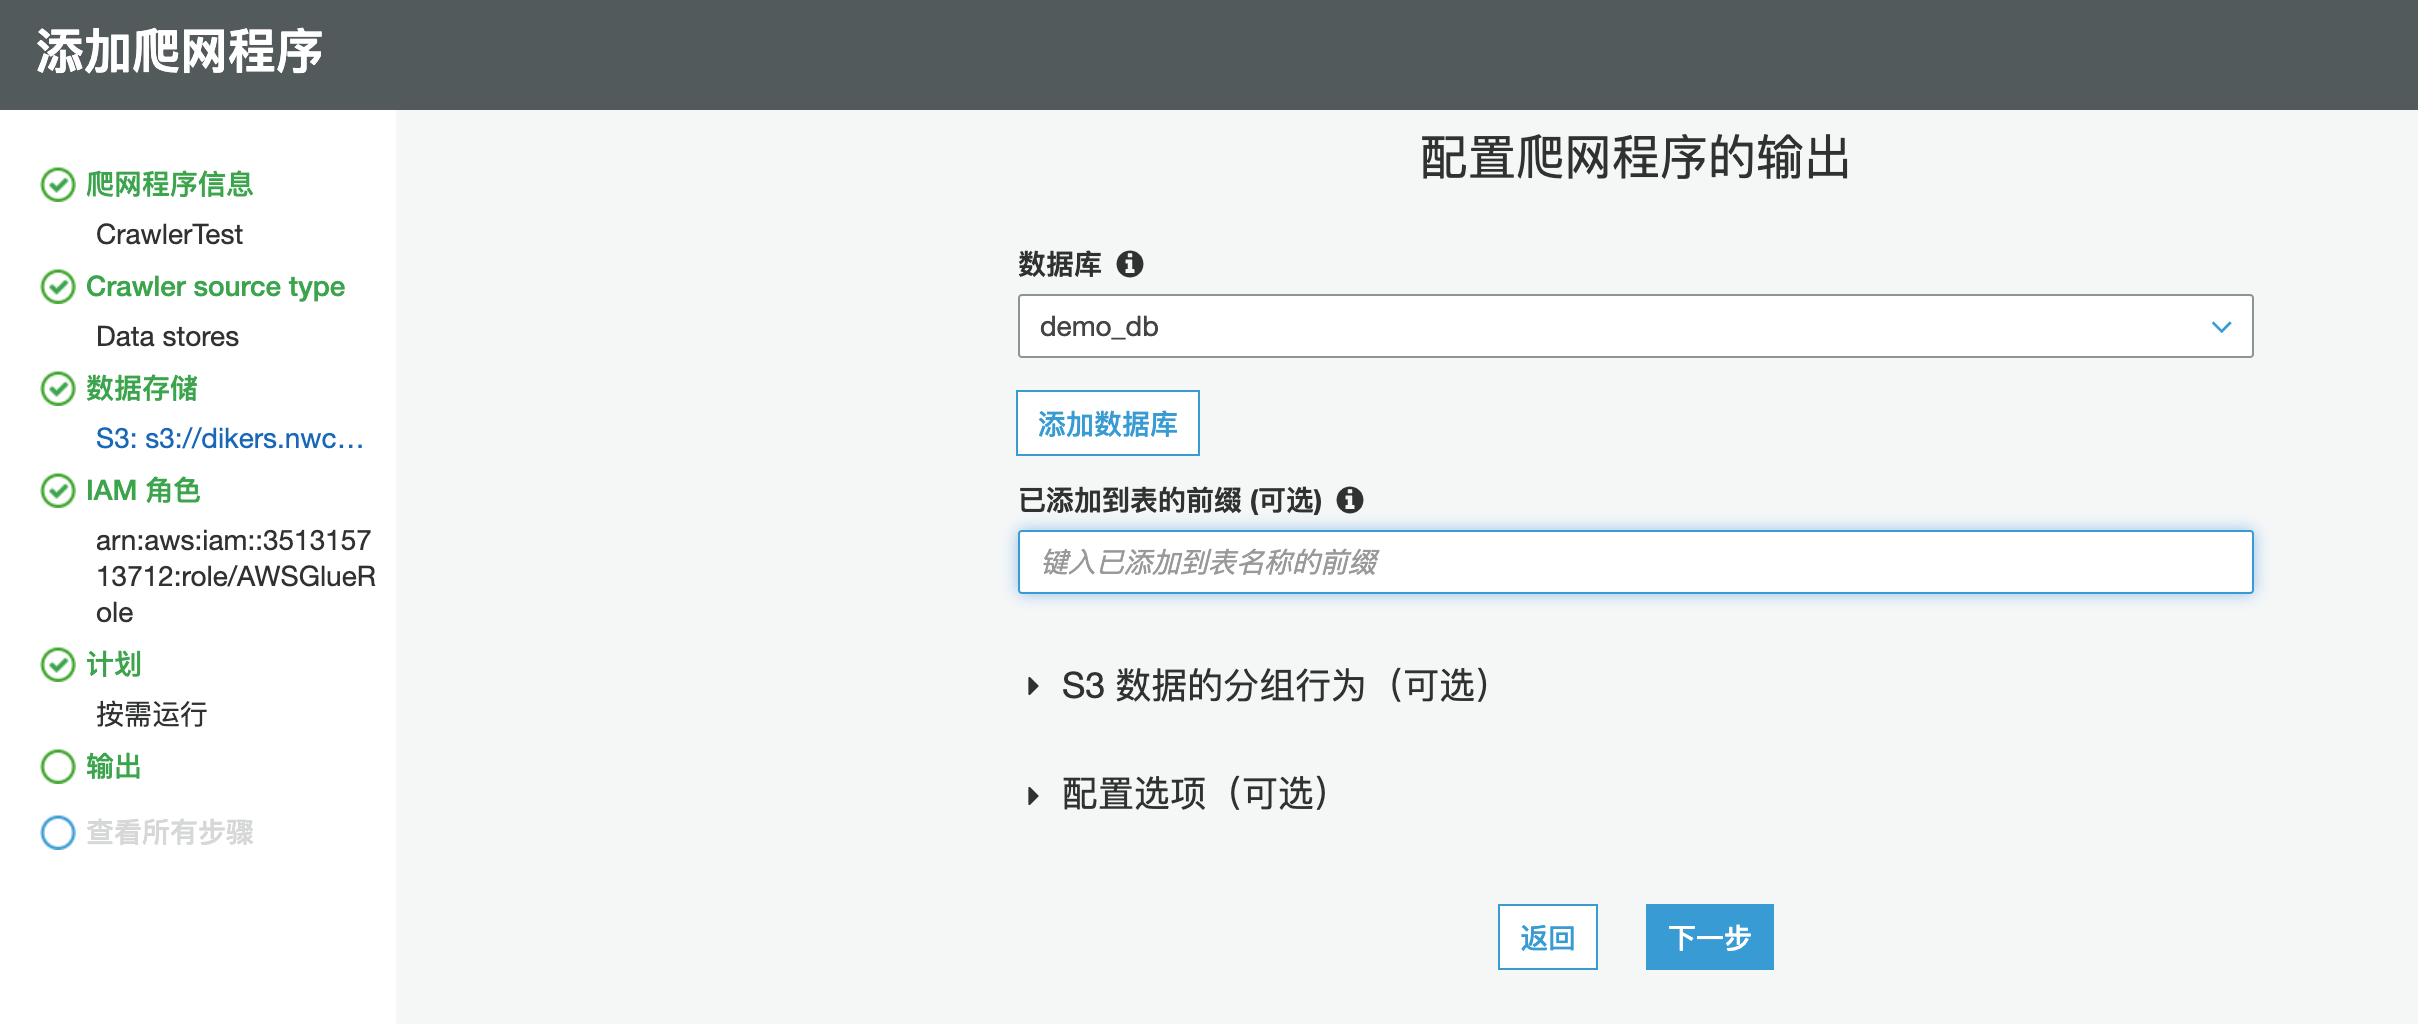 添加爬网程序
爬网程序信息
CrawlerTest
Crawler source type
Data stores
数据存储
S3: s3://dikers.nwc...
IAM 角色
arn:aws:iam::3513157
13712:role/AWSGlueR
ole
计划
按需运行
输出
查看所有步骤
配置爬网程序的输出
数据库
demo_db
添加数据库
已添加到表的前缀 (可选)
键入已添加到表名称的前缀
S3 数据的分组行为（可选）
配置选项（可选）
返回
下一步